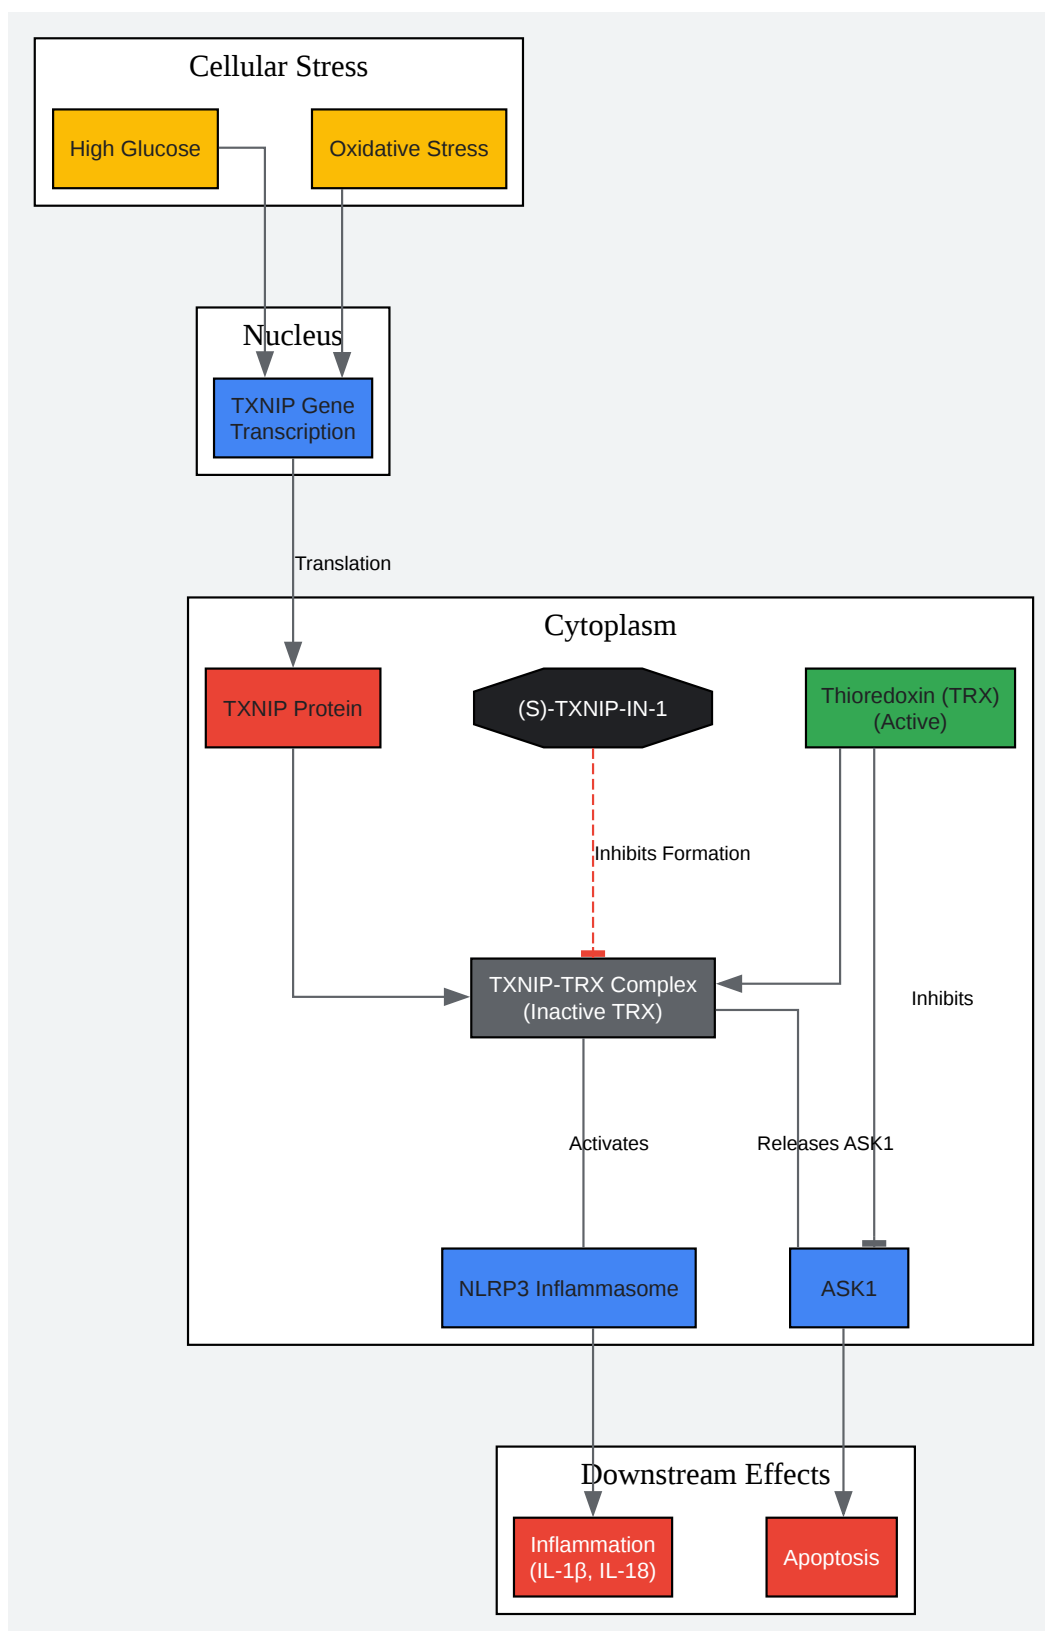 Cellular Stress
High Glucose
Oxidative Stress
Nucleus
TXNIP Gene
Transcription
Translation
Cytoplasm
TXNIP Protein
(S)-TXNIP-IN-1
Thioredoxin (TRX)
(Active)
Inhibits Formation
TXNIP-TRX Complex
(Inactive TRX)
Inhibits
Activates
Releases ASK1
NLRP3 Inflammasome
ASK1
Downstream Effects
Inflammation
(IL-1β, IL-18)
Apoptosis